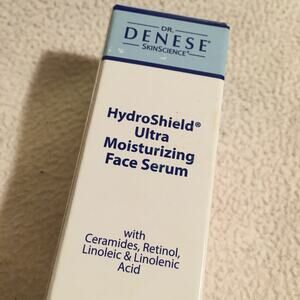 DR.
DENESE®
SKINSCIENCE®
HydroShield®
Ultra
Moisturizing
Face Serum
with
Ceramides, Retinol,
Linoleic & Linolenic
Acid